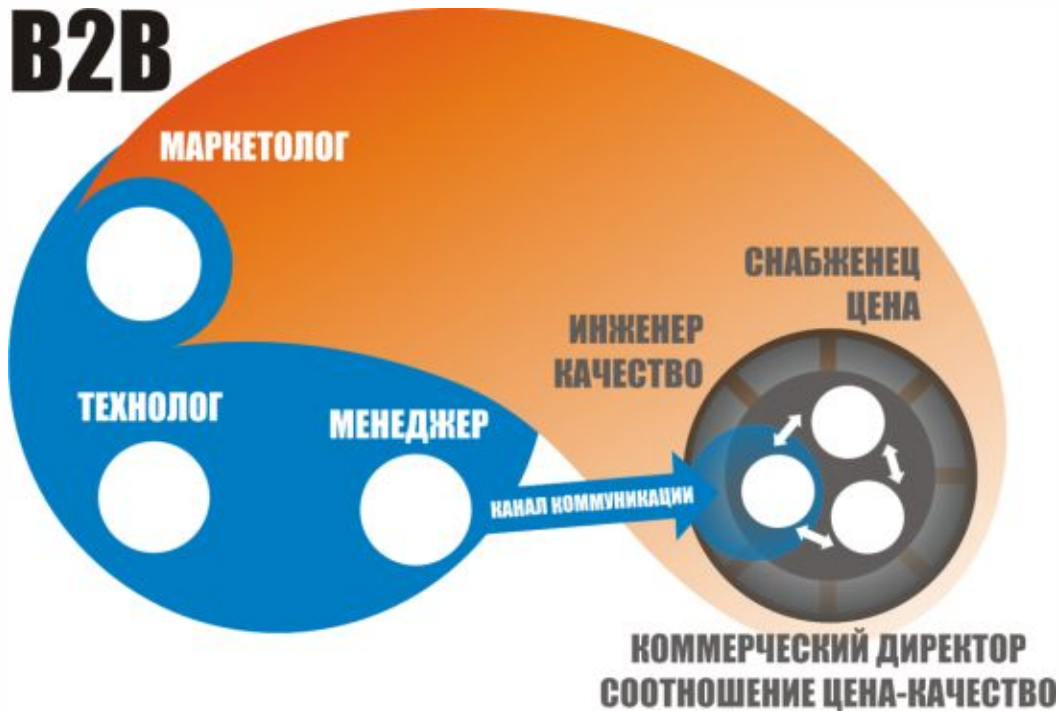 B2B
МАРКЕТОЛОГ
СНАБЖЕНЕЦ
ЦЕНА
ИНЖЕНЕР
КАЧЕСТВО
ТЕХНОЛОГ
МЕНЕДЖЕР
КАНАЛ КОММУНИКАЦИИ
КОММЕРЧЕСКИЙ ДИРЕКТОР
СООТНОШЕНИЕ ЦЕНА-КАЧЕСТВО